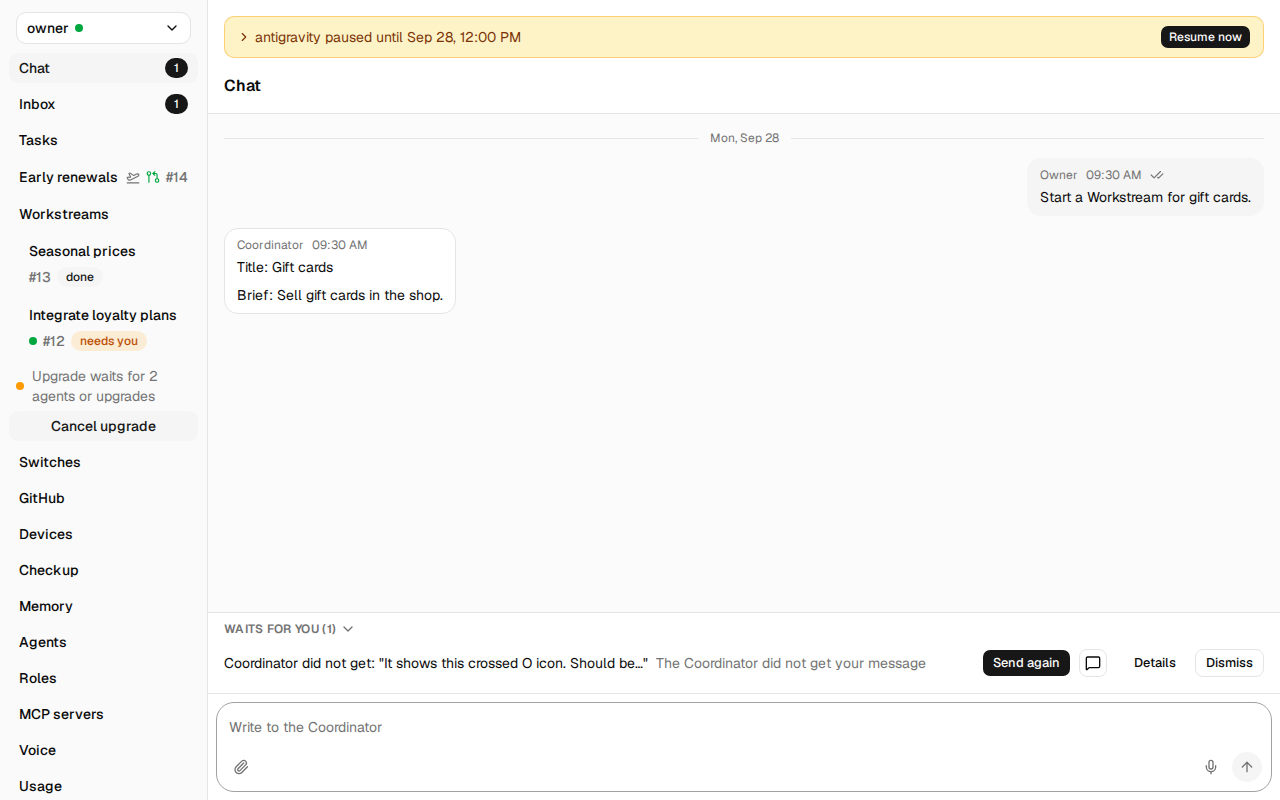 owner
Chat 1
Inbox 1
Tasks
Early renewals #14
Workstreams
Seasonal prices
#13 done
Integrate loyalty plans
#12 needs you
Upgrade waits for 2
agents or upgrades
Cancel upgrade
Switches
GitHub
Devices
Checkup
Memory
Agents
Roles
MCP servers
Voice
Usage
antigravity paused until Sep 28, 12:00 PM
Resume now
Chat
Mon, Sep 28
Owner 09:30 AM
Start a Workstream for gift cards.
Coordinator 09:30 AM
Title: Gift cards
Brief: Sell gift cards in the shop.
WAITS FOR YOU (1)
Coordinator did not get: "It shows this crossed O icon. Should be…" The Coordinator did not get your message
Send again
Details
Dismiss
Write to the Coordinator